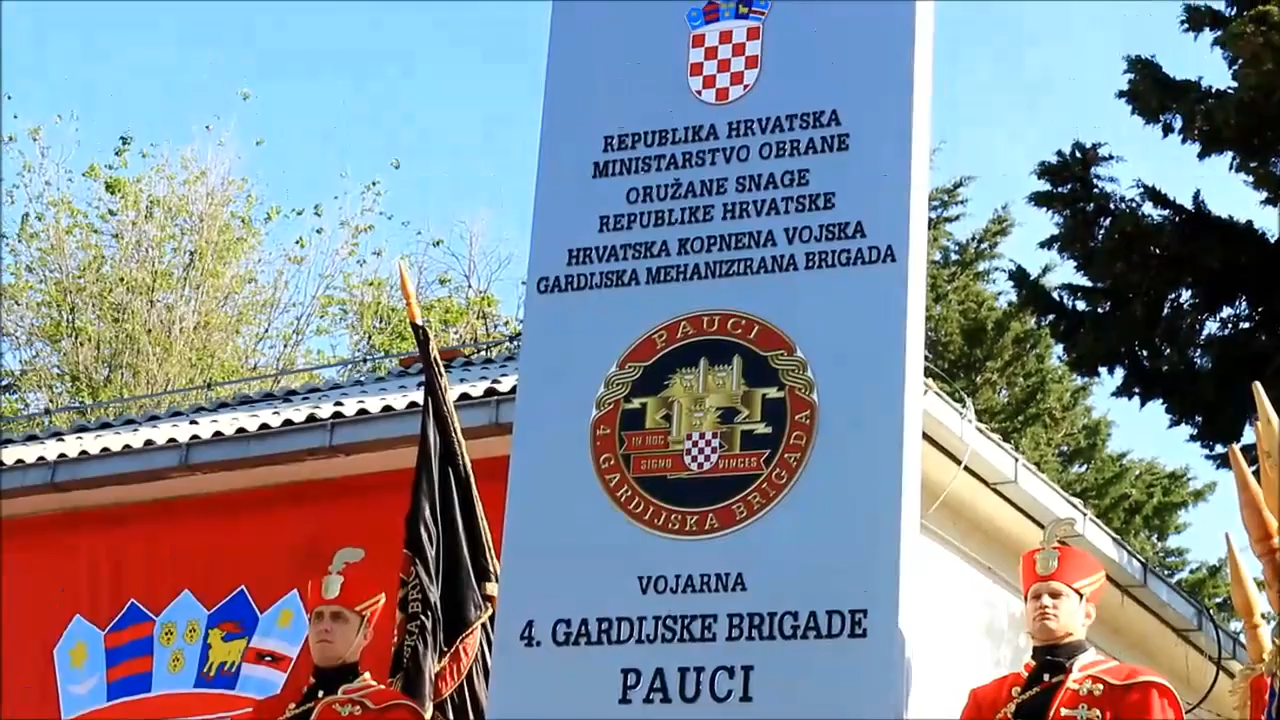 REPUBLIKA HRVATSKA
MINISTARSTVO OBRANE
ORUŽANE SNAGE
REPUBLIKE HRVATSKE
HRVATSKA KOPNENA VOJSKA
GARDIJSKA MEHANIZIRANA BRIGADA
PAUCI
IN HOC
SIGNO VINCES
4. GARDIJSKA BRIGADA
VOJARNA
4. GARDIJSKE BRIGADE
PAUCI